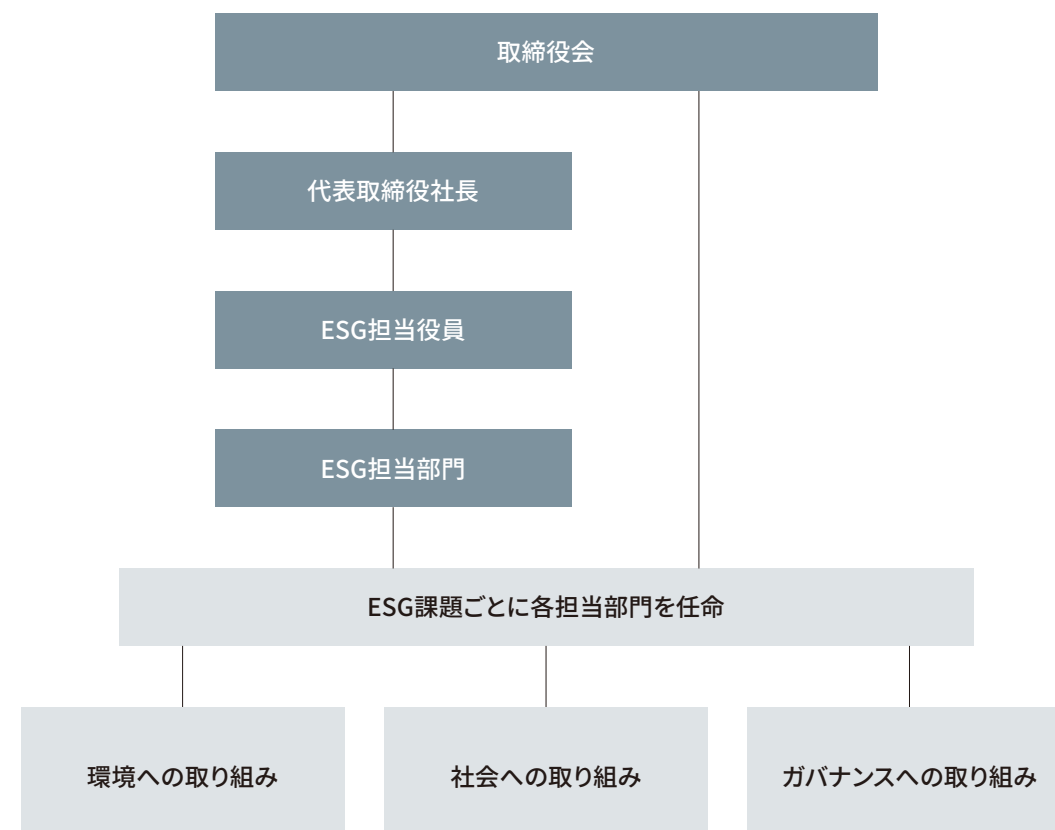 取締役会
代表取締役社長
ESG担当役員
ESG担当部門
ESG課題ごとに各担当部門を任命
環境への取り組み
社会への取り組み
ガバナンスへの取り組み